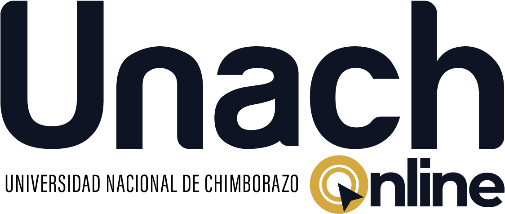 Unach
UNIVERSIDAD NACIONAL DE CHIMBORAZO Online